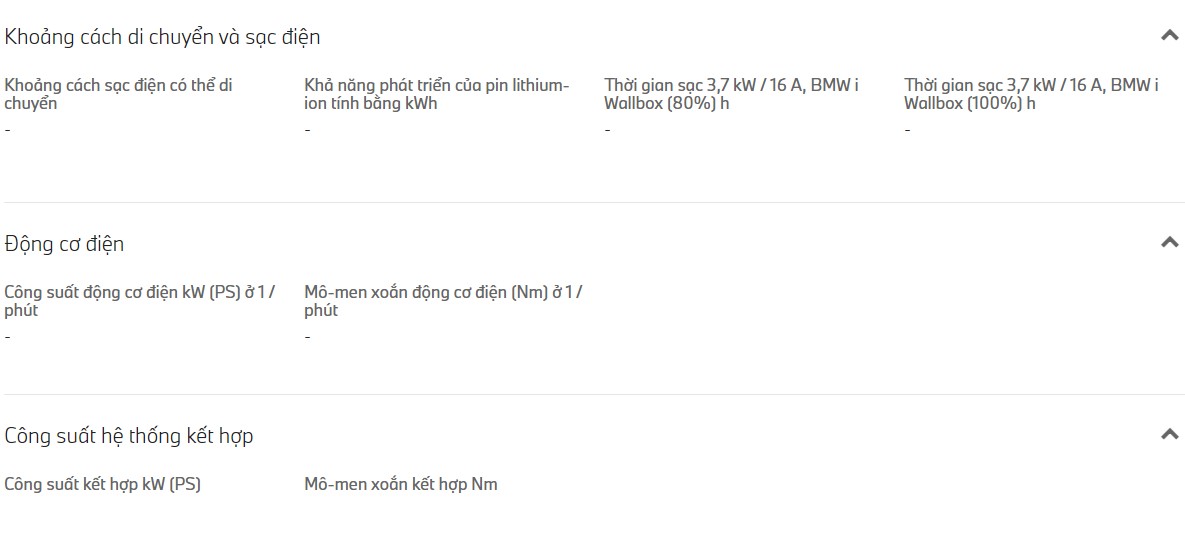 Khoảng cách di chuyển và sạc điện
Khoảng cách sạc điện có thể di
chuyển
-
Khả năng phát triển của pin lithium-
ion tính bằng kWh
-
Thời gian sạc 3,7 kW / 16 A, BMW i
Wallbox (80%) h
-
Thời gian sạc 3,7 kW / 16 A, BMW i
Wallbox (100%) h
-
Động cơ điện
Công suất động cơ điện kW (PS) ở 1 /
phút
-
Mô-men xoắn động cơ điện (Nm) ở 1 /
phút
-
Công suất hệ thống kết hợp
Công suất kết hợp kW (PS)
Mô-men xoắn kết hợp Nm